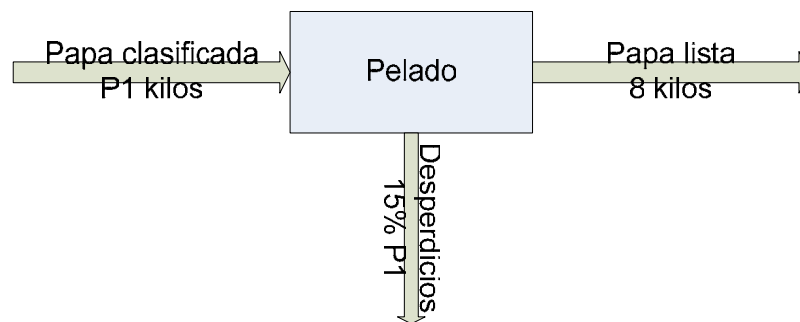 Papa clasificada
P1 kilos
Pelado
Papa lista
8 kilos
Desperdicios
15% P1